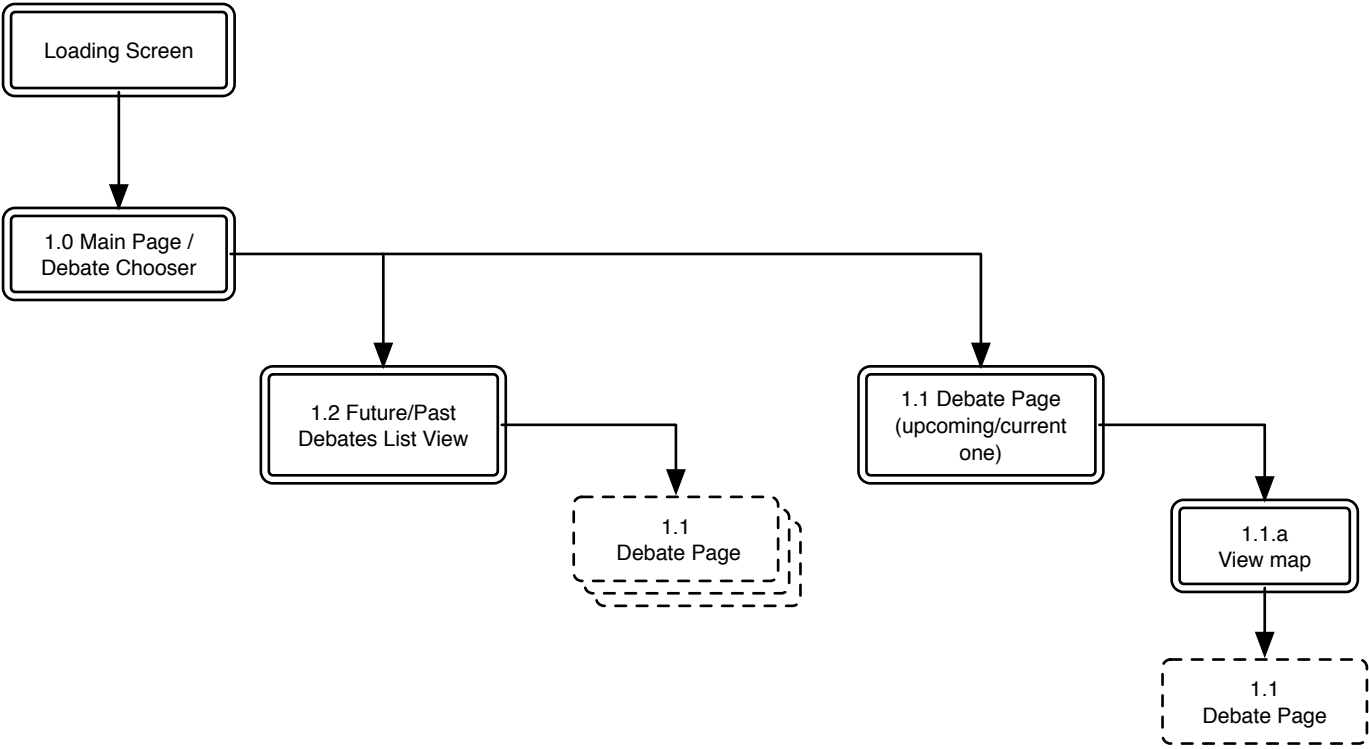 Loading Screen
1.0 Main Page /
Debate Chooser
1.2 Future/Past
Debates List View
1.1 Debate Page
(upcoming/current
one)
1.1
Debate Page
1.1.a
View map
1.1
Debate Page